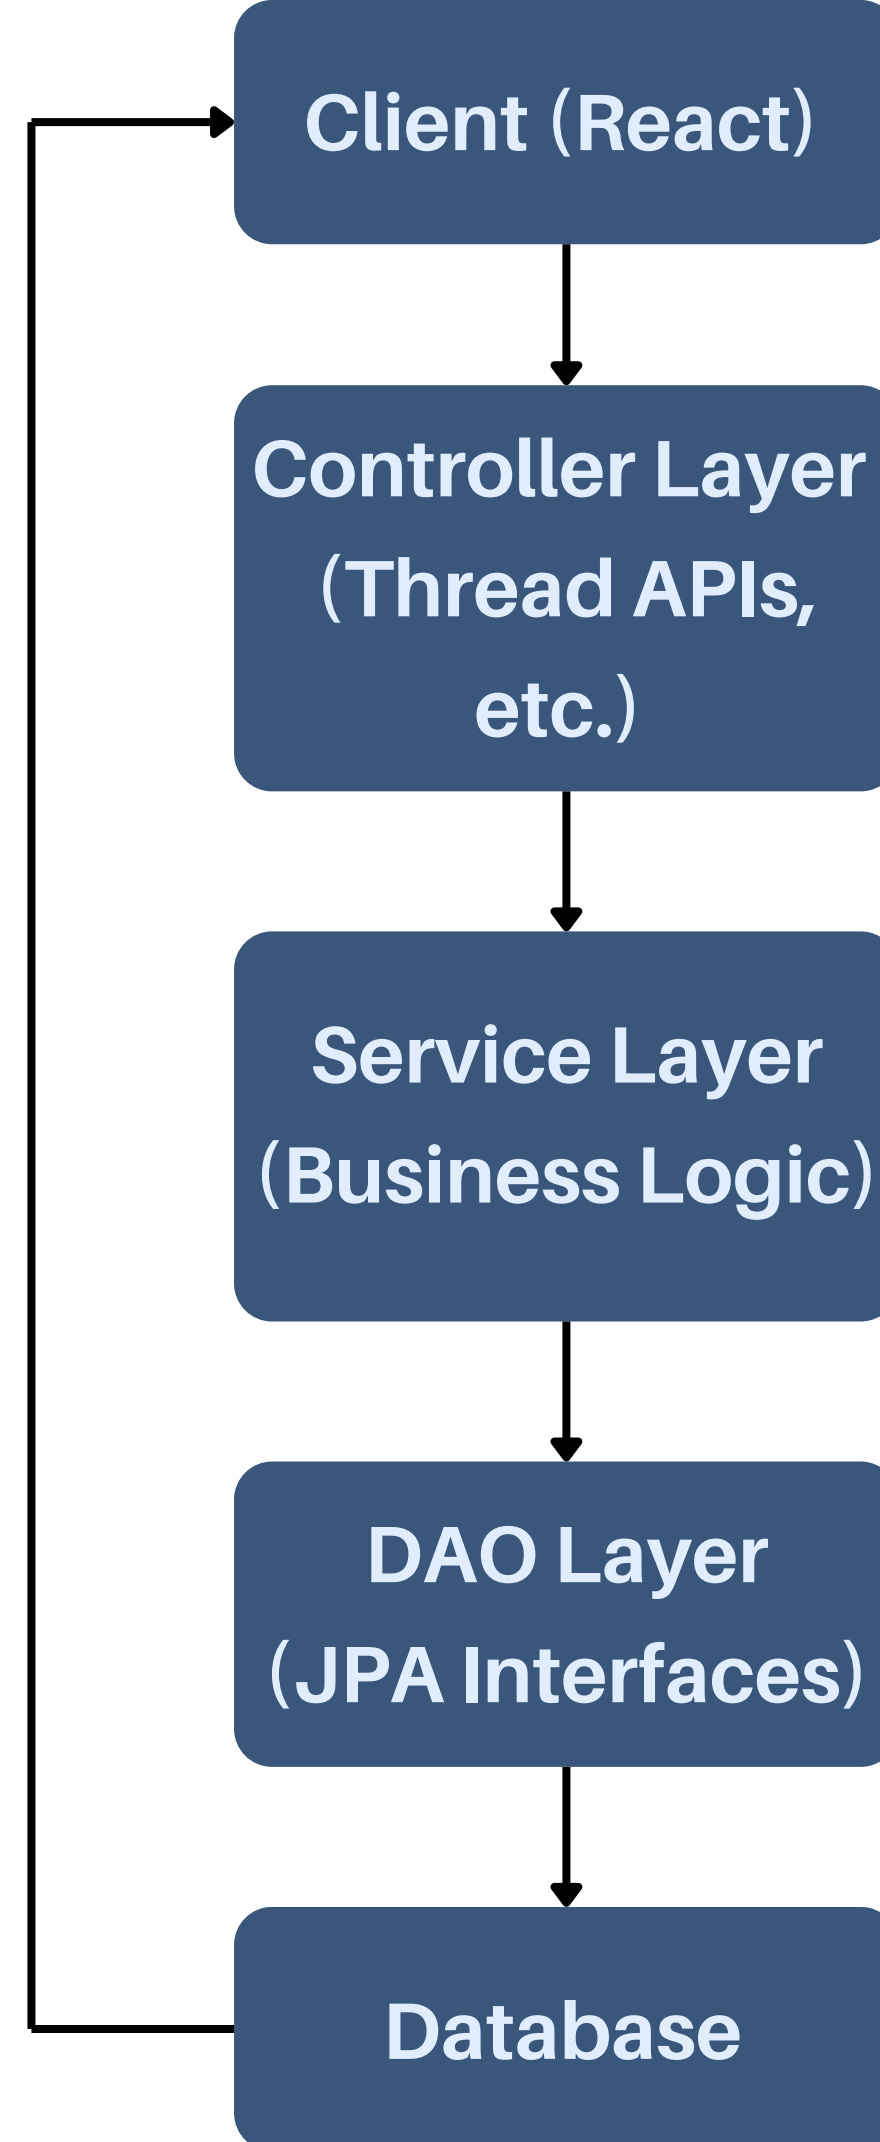 Client (React)
Controller Layer
(Thread APIs,
etc.)
Service Layer
(Business Logic)
DAO Layer
(JPA Interfaces)
Database